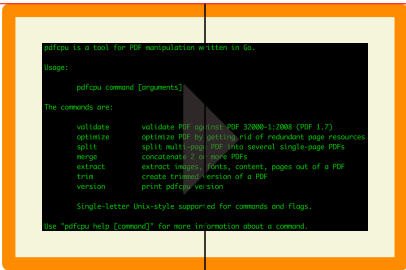 pdfcpu is a tool for PDF manipulation written in Go.
Usage:
pdfcpu command [arguments]
The commands are:
validate validate PDF against PDF 32000-1:2008 (PDF 1.7)
optimize optimize PDF by getting rid of redundant page resources
split split multi-page PDF into several single-page PDFs
merge concatenate 2 or more PDFs
extract extract images, fonts, content, pages out of a PDF
trim create trimmed version of a PDF
version print pdfcpu version
Single-letter Unix-style supported for commands and flags.
Use "pdfcpu help [command]" for more information about a command.